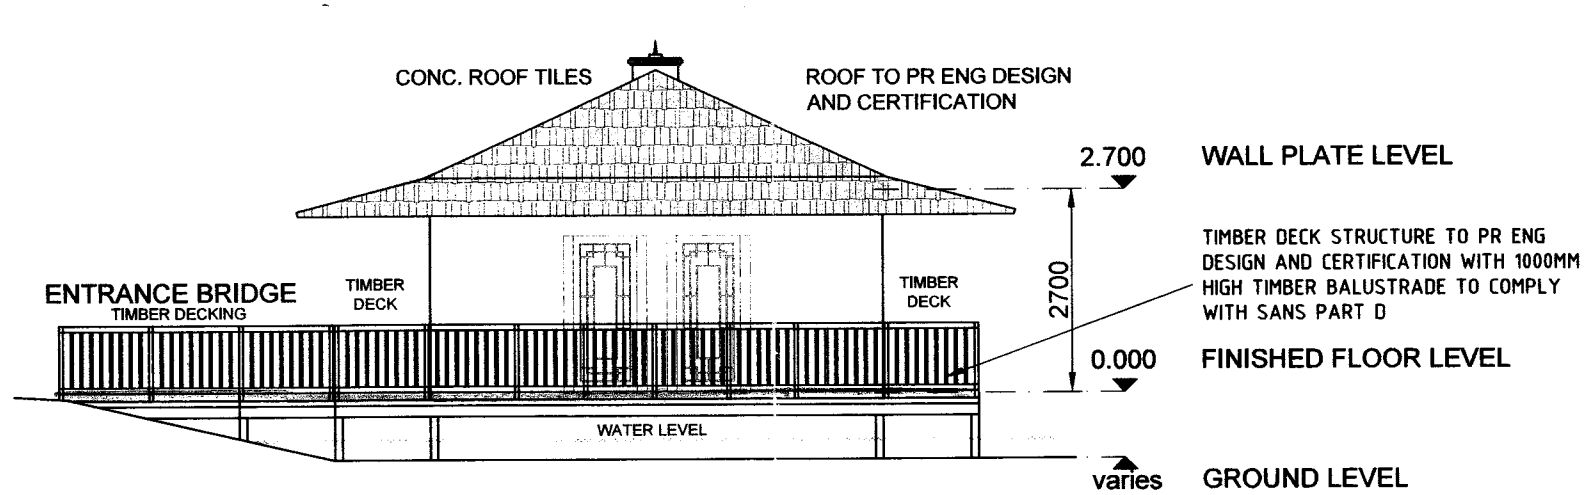 CONC. ROOF TILES
ROOF TO PR ENG DESIGN
AND CERTIFICATION
2.700 WALL PLATE LEVEL
TIMBER DECK STRUCTURE TO PR ENG
DESIGN AND CERTIFICATION WITH 1000MM
HIGH TIMBER BALUSTRADE TO COMPLY
WITH SANS PART D
2700
ENTRANCE BRIDGE
TIMBER DECKING
TIMBER
DECK
TIMBER
DECK
0.000 FINISHED FLOOR LEVEL
WATER LEVEL
varies GROUND LEVEL